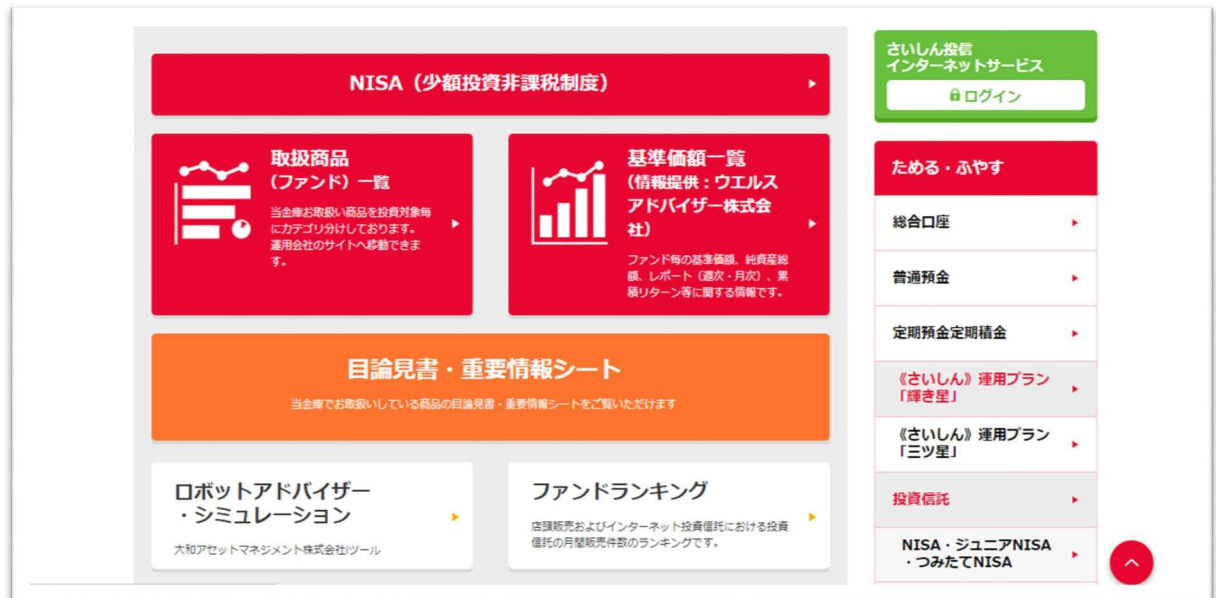 NISA（少額投資非課税制度）
取扱商品
（ファンド）一覧
当金庫お取扱い商品を投資対象毎
にカテゴリ分けしております。
運用会社のサイトへ移動できま
す。
基準価額一覧
（情報提供：ウエルス
アドバイザー株式会
社）
ファンド毎の基準価額、純資産総
額、レポート（週次・月次）、累
積リターン等に関する情報です。
目論見書・重要情報シート
当金庫でお取扱いしている商品の目論見書・重要情報シートをご覧いただけます
ロボットアドバイザー
・シミュレーション
大和アセットマネジメント株式会社ツール
ファンドランキング
店頭販売およびインターネット投資信託における投資
信託の月間販売件数のランキングです。
さいしん投信
インターネットサービス
ログイン
ためる・ふやす
総合口座
普通預金
定期預金定期積金
《さいしん》運用プラン
「輝き星」
《さいしん》運用プラン
「三ツ星」
投資信託
NISA・ジュニアNISA
・つみたてNISA